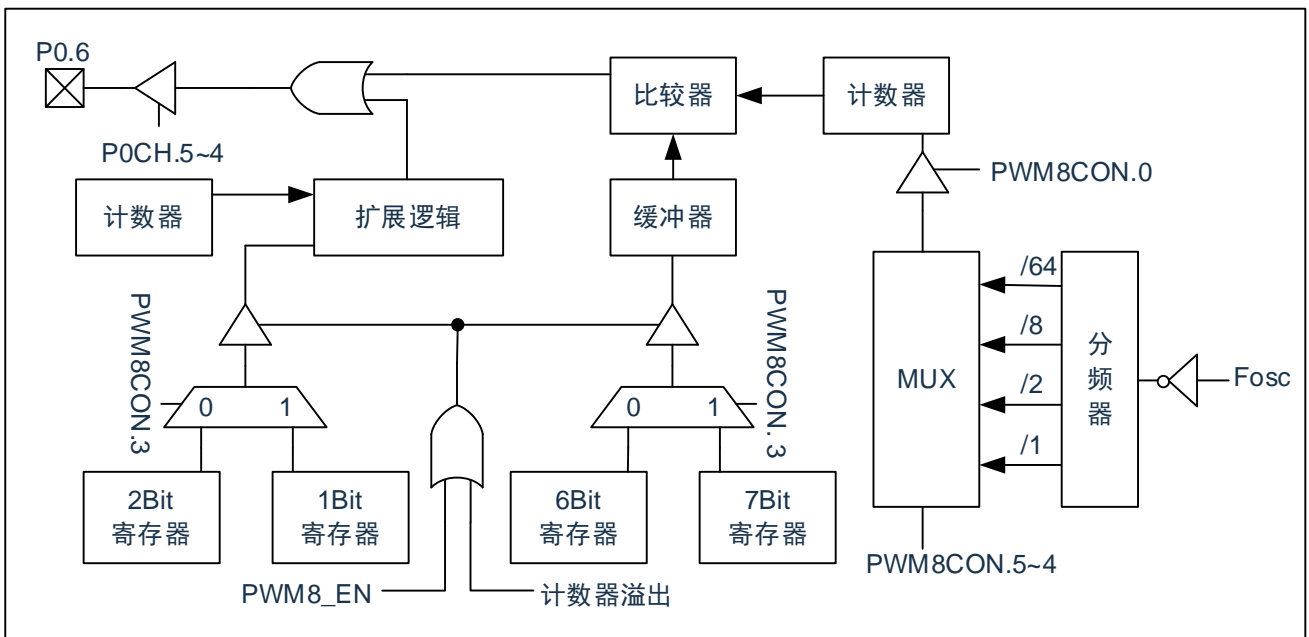 P0.6
比较器
计数器
P0CH.5~4
PWM8CON.0
计数器
扩展逻辑
缓冲器
/64
/8
/2
/1
MUX
分
频
器
Fosc
PWM8CON.3
0 1
0 1
PWM8CON. 3
2Bit
寄存器
1Bit
寄存器
6Bit
寄存器
7Bit
寄存器
PWM8CON.5~4
PWM8_EN
计数器溢出